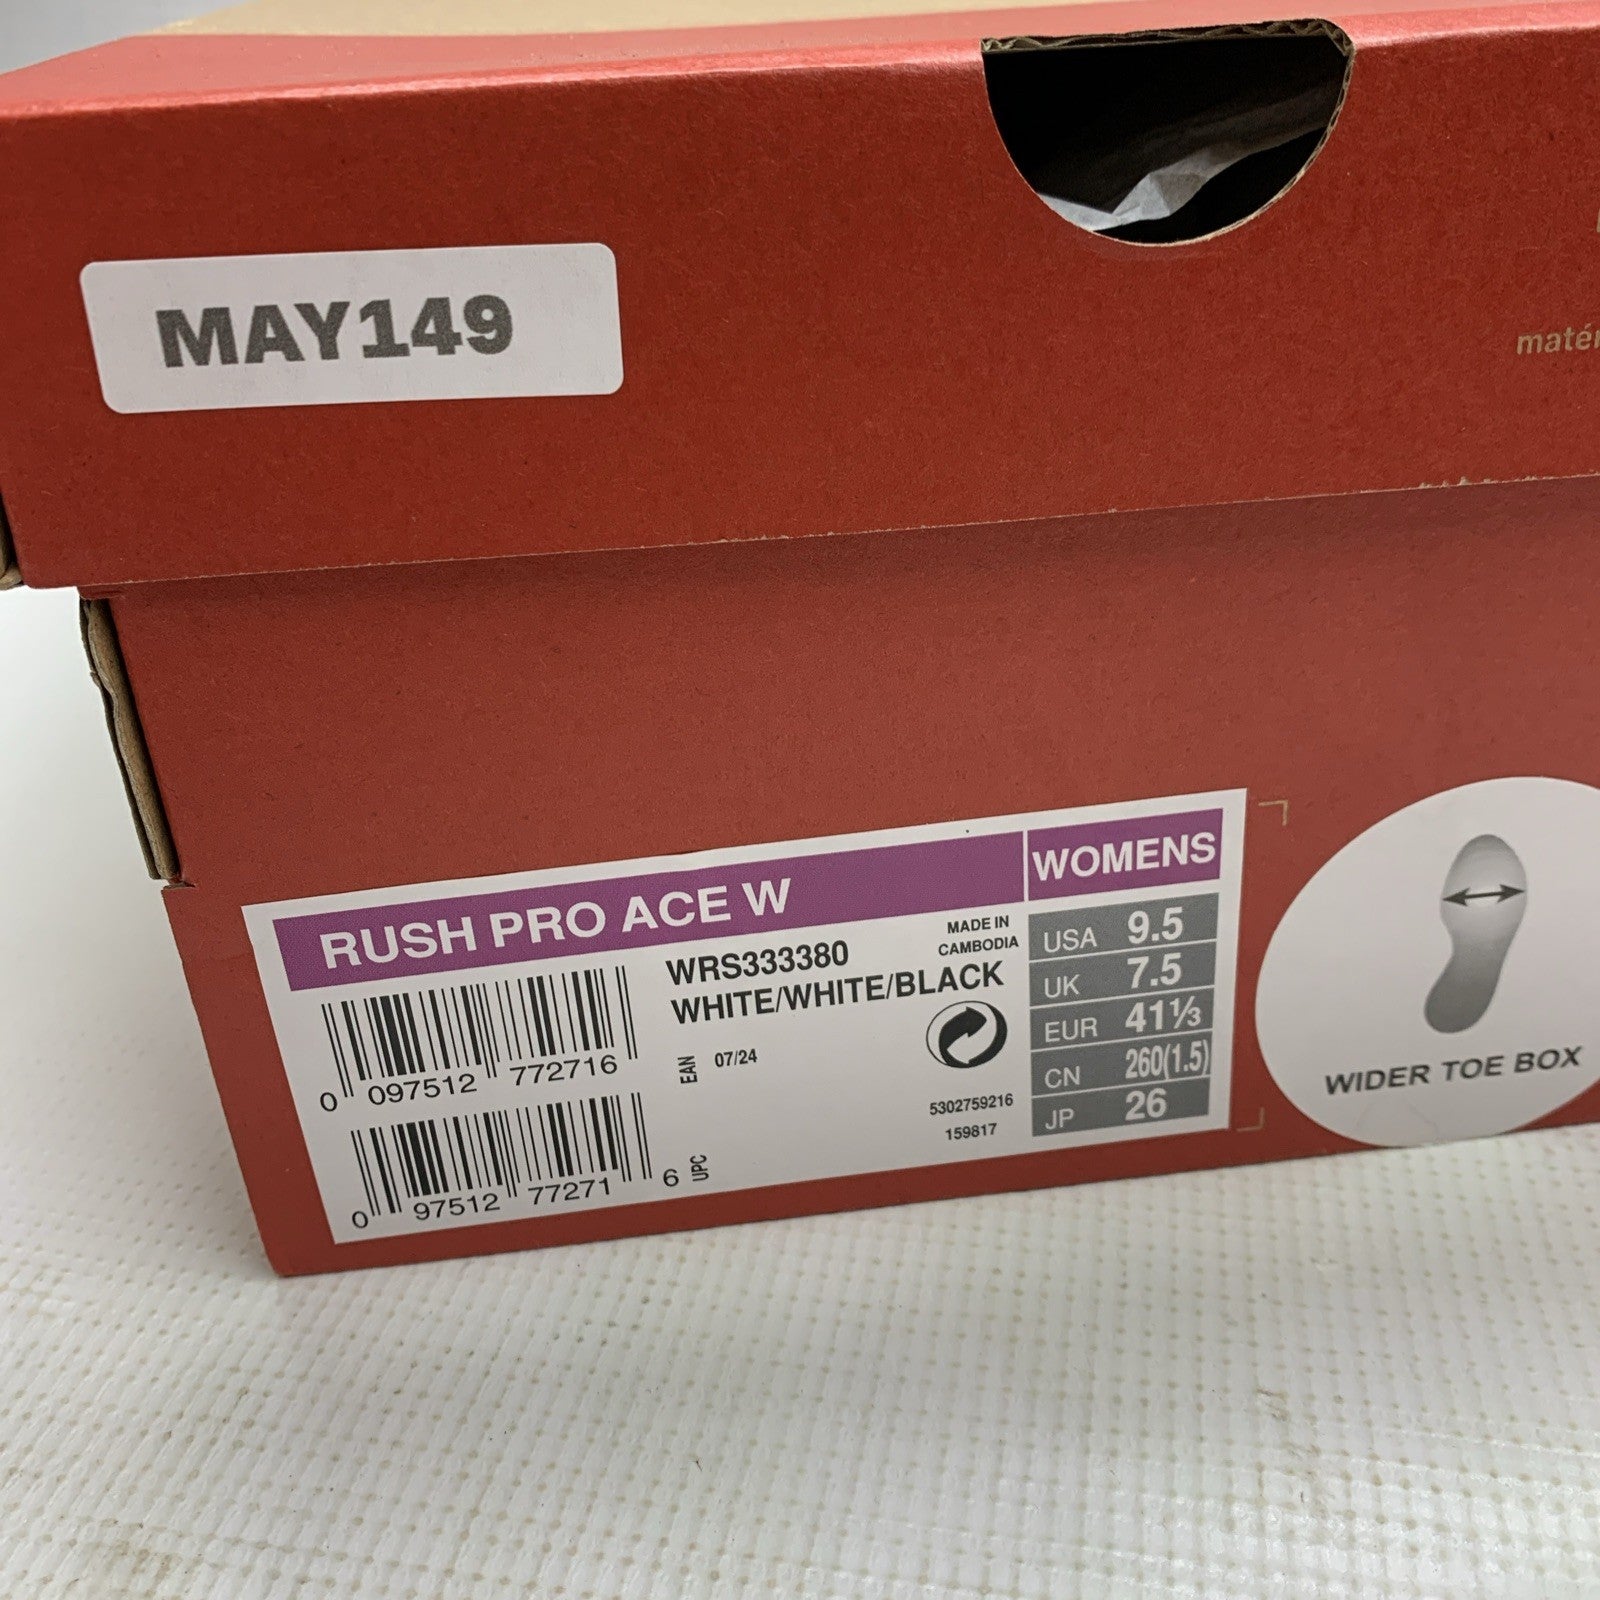 MAY149
RUSH PRO ACE W
WOMENS
WRS333380
WHITE/WHITE/BLACK
MADE IN
CAMBODIA
EAN 07/24
0 097512 772716
0 97512 77271 6 UPC
5302759216
159817
USA 9.5
UK 7.5
EUR 41⅓
CN 260(1.5)
JP 26
WIDER TOE BOX